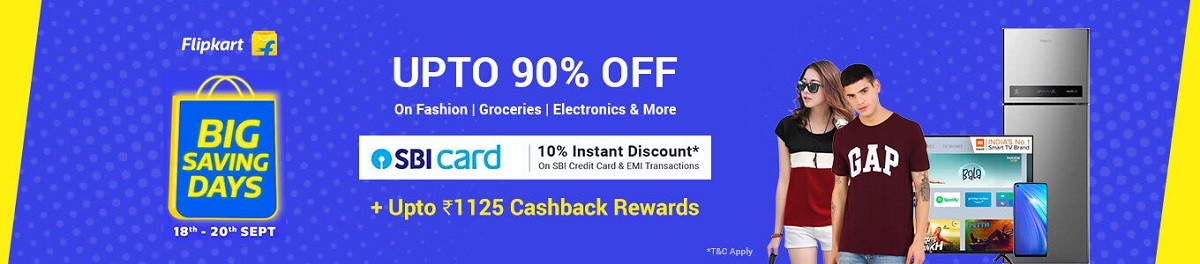 Flipkart
BIG
SAVING
DAYS
18th - 20th SEPT
UPTO 90% OFF
On Fashion | Groceries | Electronics & More
SBI card
10% Instant Discount*
On SBI Credit Card & EMI Transactions
+ Upto ₹1125 Cashback Rewards
*T&C Apply
GAP
INDIA'S No.1
Smart TV Brand
Bala
Spotify